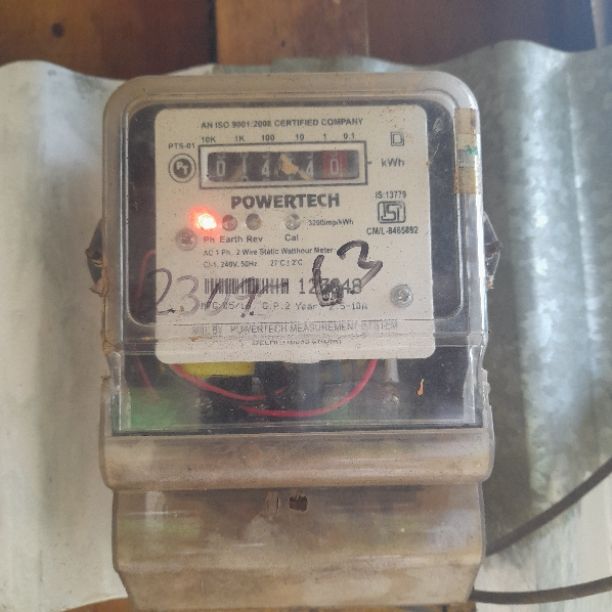 AN ISO 9001:2008 CERTIFIED COMPANY
10K 1K 100 10 1 0.1
PTS-01
kWh
POWERTECH
IS:13779
3200imp/kWh
CM/L-8465892
Ph Earth Rev Cal
AC 1 Ph. 2 Wire Static Watthour Meter
240V, 50Hz 27°C±2°C
63
G.P.2 Year
MFD. BY POWERTECH MEASUREMENT SYSTEM